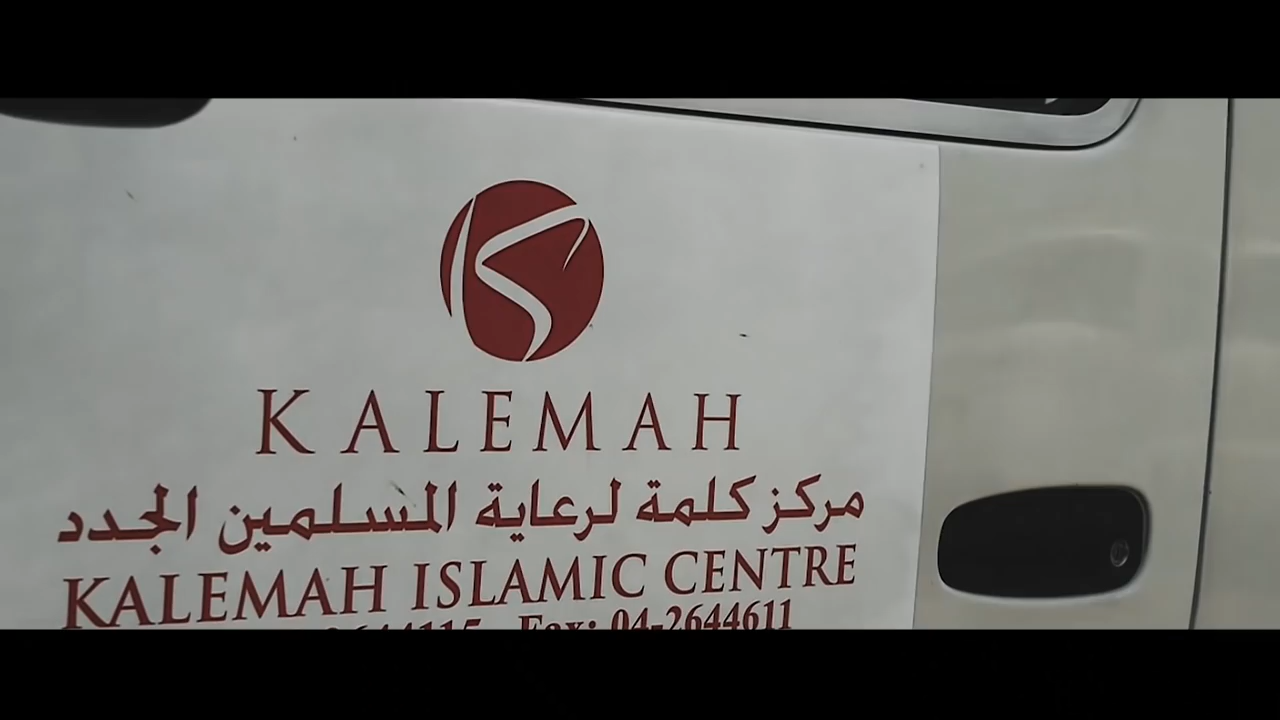 KALEMAH
مركز كلمة لرعاية المسلمين الجدد
KALEMAH ISLAMIC CENTRE
Fax: 04-2644611